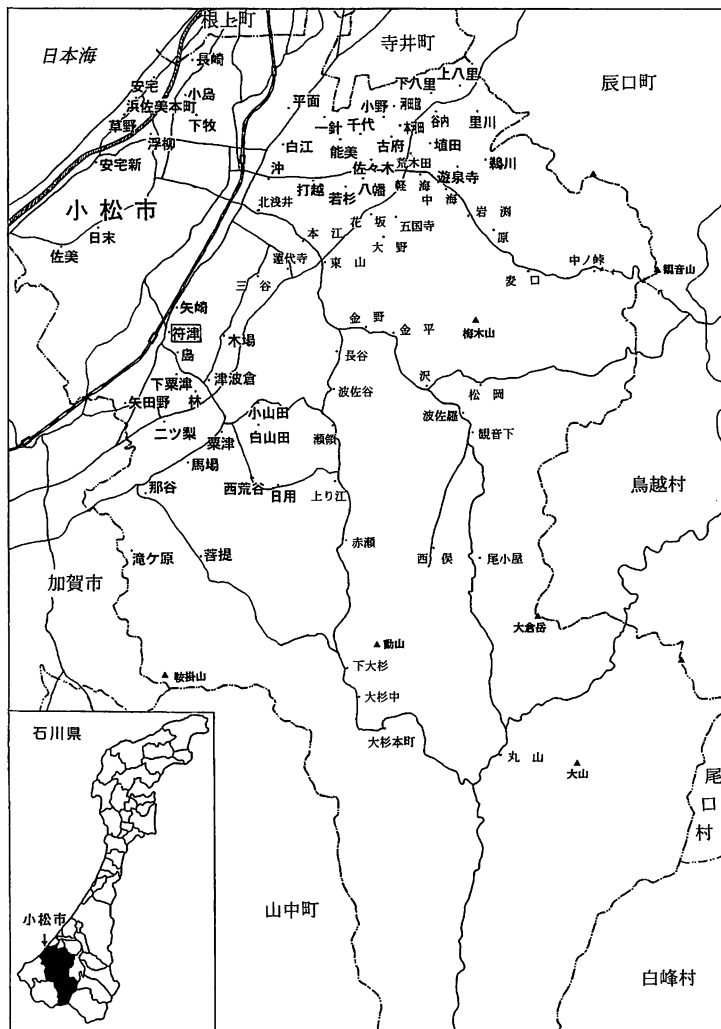 根上町
寺井町
日本海
長崎
辰口町
上八里
下八里
安宅
小島
平面
小野
浜佐美本町
草野
下牧
一針
千代
谷内
里川
浮柳
白江
能美
古府
埴田
安宅新
沖
佐々木
荒木田
遊泉寺
鵜川
打越
若杉
八幡
軽海
中海
小松市
北浅井
花坂
五国寺
岩渕
日末
本江
大野
原
佐美
蓮代寺
東山
中ノ峠
三谷
麦口
観音山
矢崎
金野
符津
木場
金平
梅木山
島
長谷
下粟津
津波倉
沢
矢田野
林
波佐谷
松岡
小山田
波佐羅
二ツ梨
粟津
白山田
瀬領
観音下
馬場
那谷
西荒谷
日用
上り江
鳥越村
赤瀬
滝ケ原
菩提
西俣
尾小屋
加賀市
大倉岳
動山
鞍掛山
下大杉
大杉中
石川県
大杉本町
丸山
大山
尾口村
山中町
小松市
白峰村